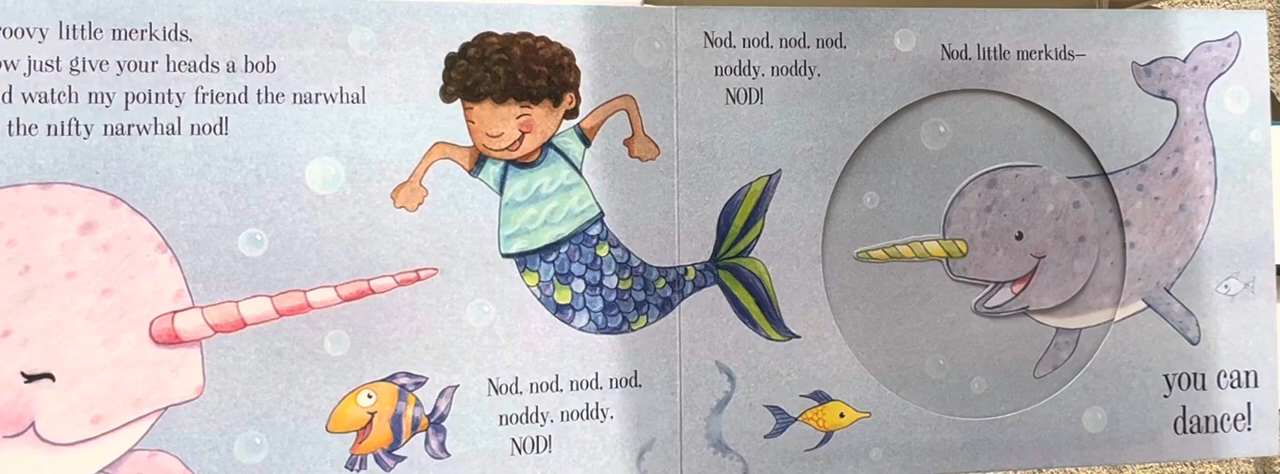 little merkids,
just give your heads a bob
watch my pointy friend the narwhal
the nifty narwhal nod!
Nod, nod, nod, nod,
noddy, noddy,
NOD!
Nod, nod, nod, nod,
noddy, noddy,
NOD!
Nod, little merkids—
you can
dance!